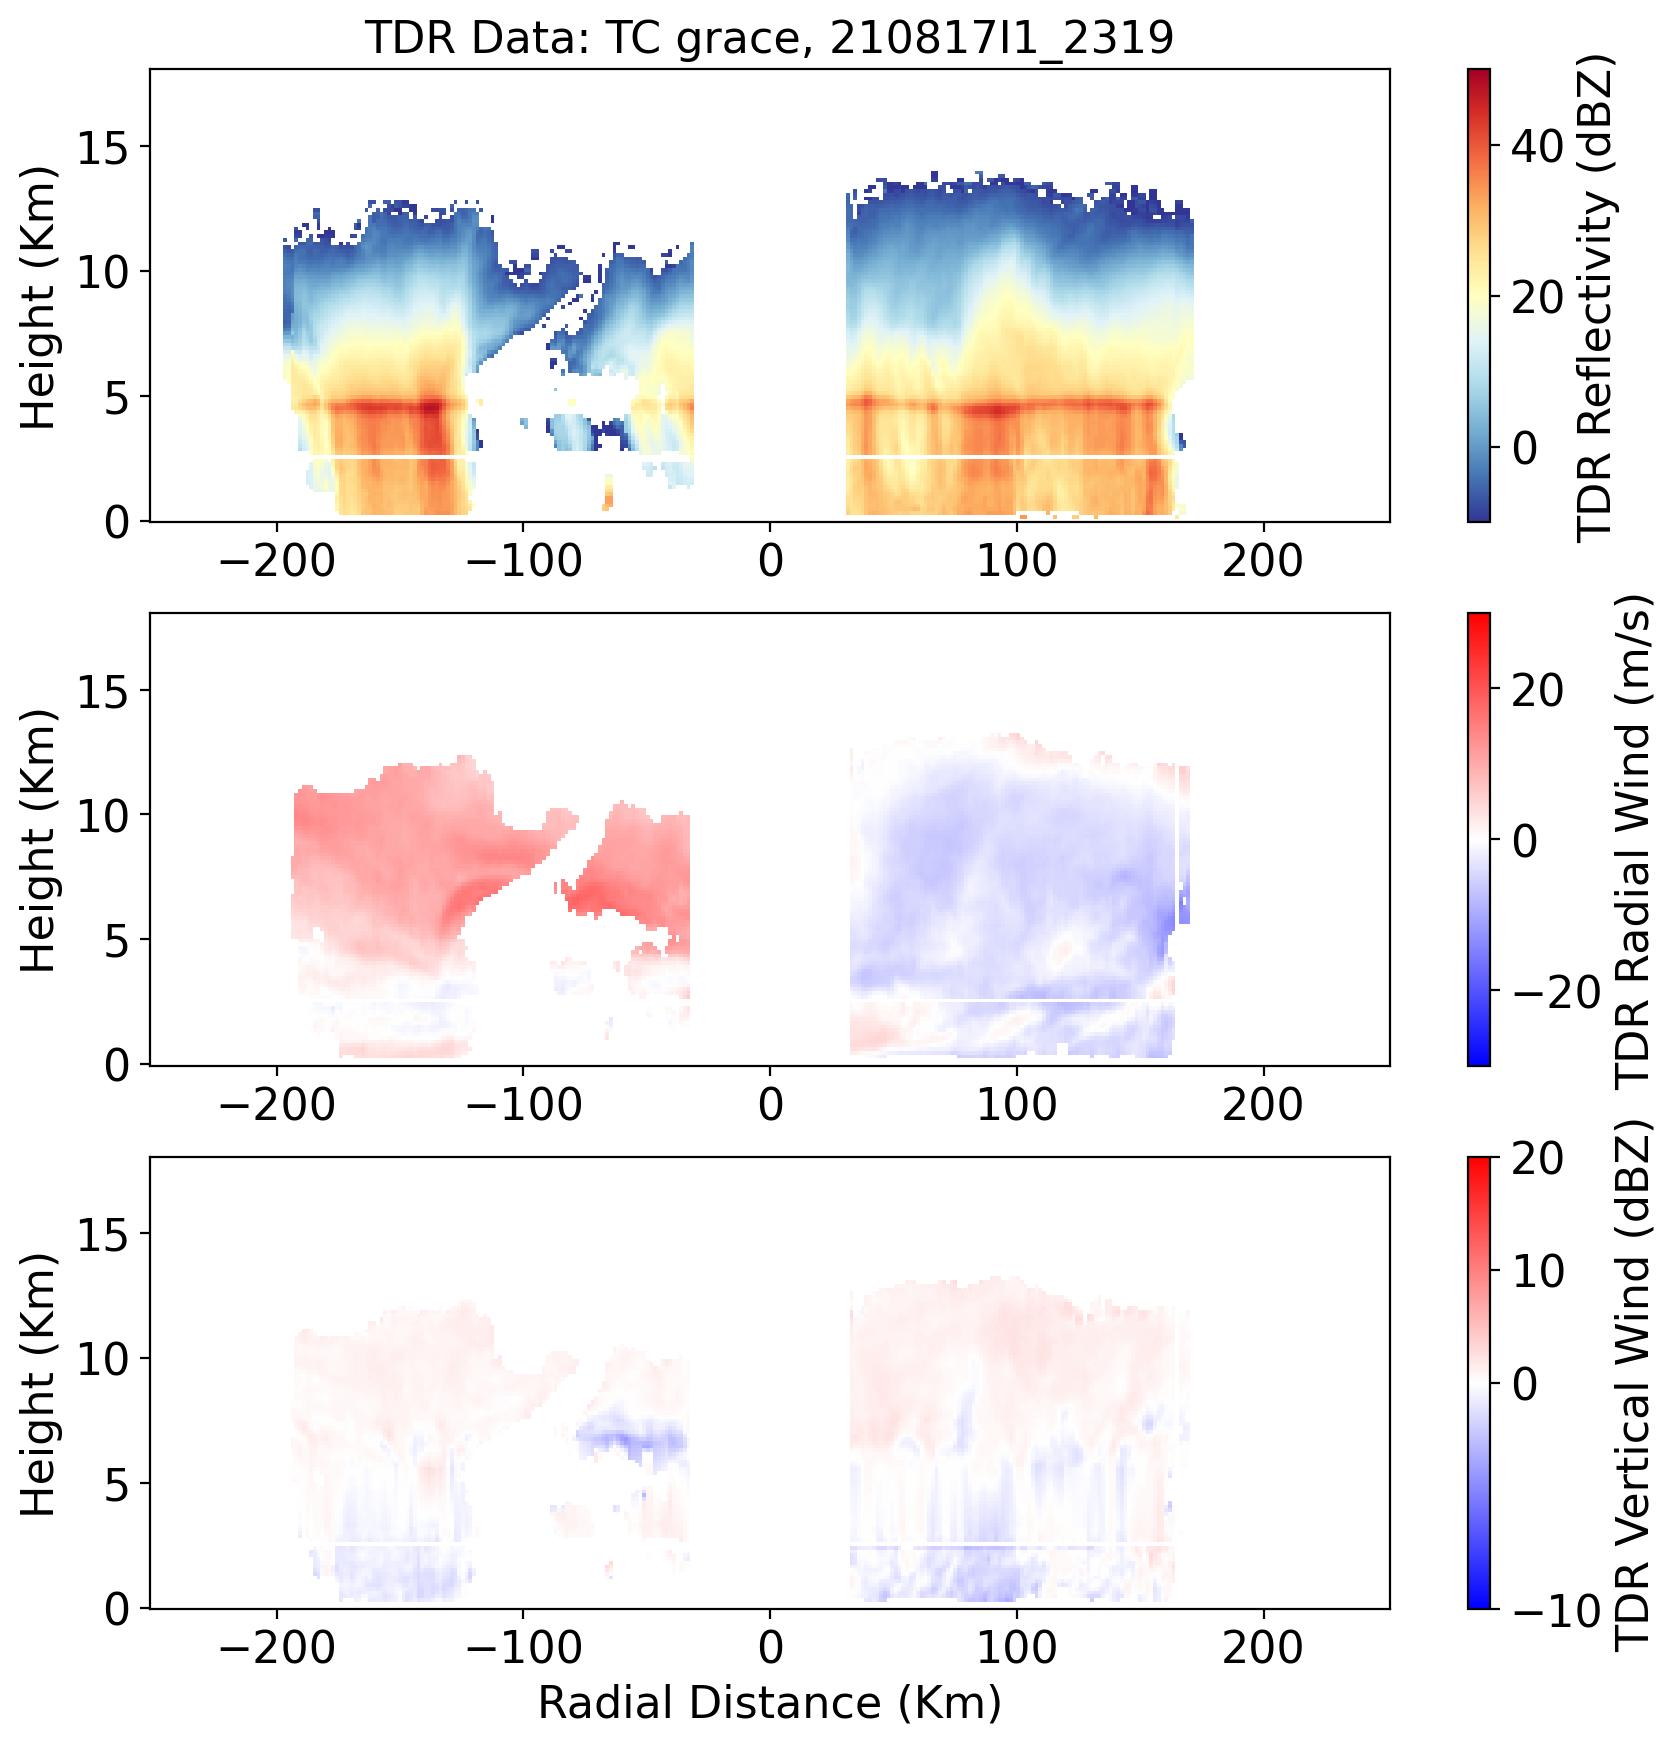 TDR Data: TC grace, 210817I1_2319
Height (Km)
15
10
5
0
−200 −100 0 100 200
40
20
0
TDR Reflectivity (dBZ)
Height (Km)
15
10
5
0
−200 −100 0 100 200
20
0
−20
TDR Radial Wind (m/s)
Height (Km)
15
10
5
0
−200 −100 0 100 200
Radial Distance (Km)
20
10
0
−10
TDR Vertical Wind (dBZ)